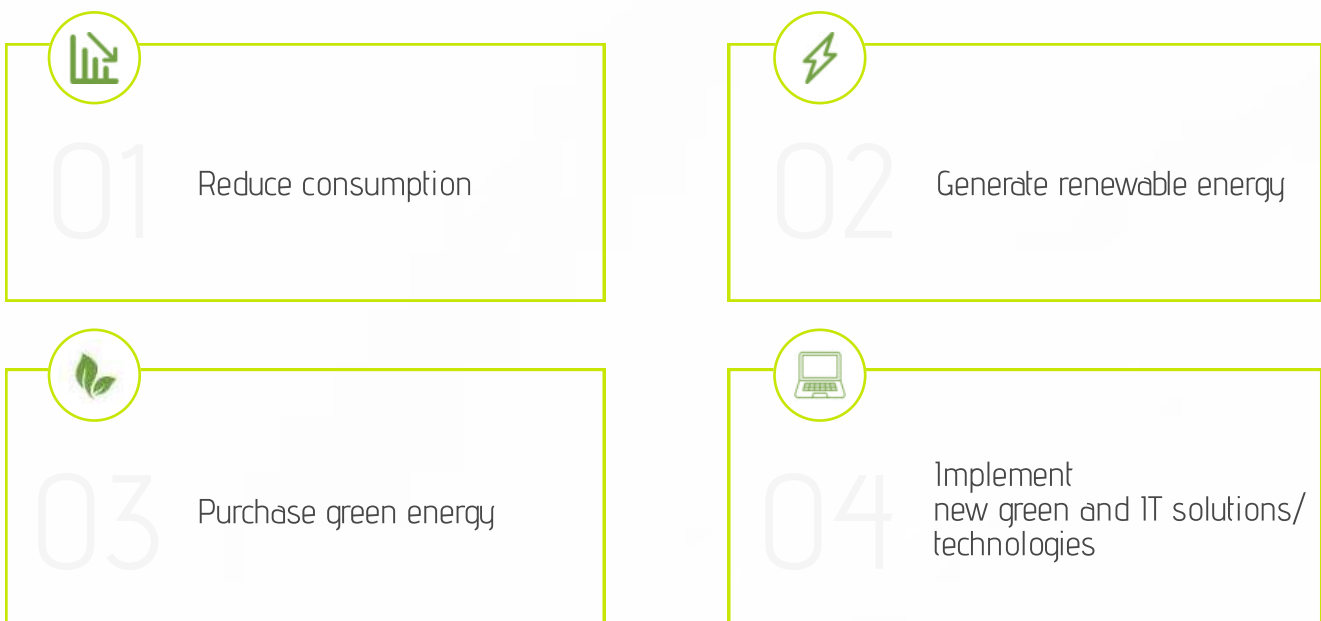 01
Reduce consumption
02
Generate renewable energy
03
Purchase green energy
04
Implement
new green and IT solutions/
technologies